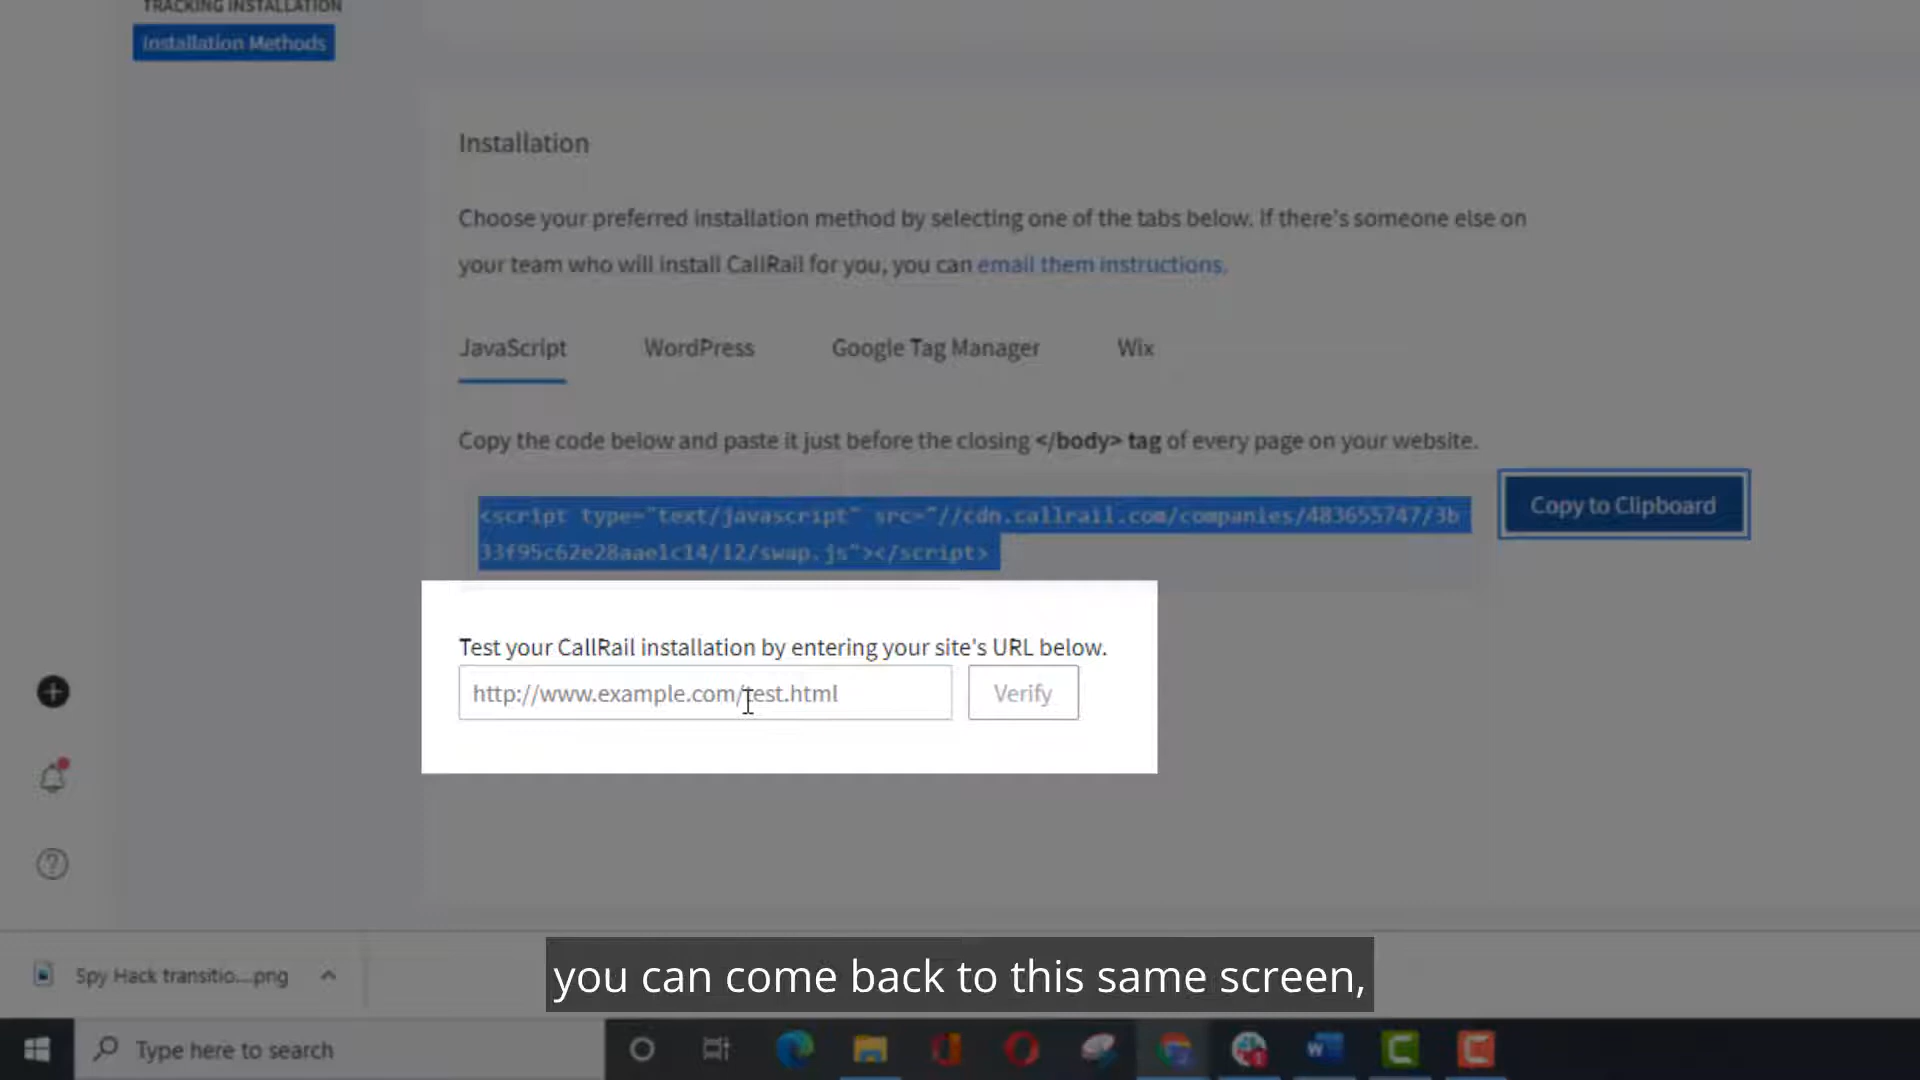 TRACKING INSTALLATION
Installation Methods
Installation
Choose your preferred installation method by selecting one of the tabs below. If there's someone else on
your team who will install CallRail for you, you can email them instructions.
JavaScript WordPress Google Tag Manager Wix
Copy the code below and paste it just before the closing </body> tag of every page on your website.
<script type="text/javascript" src="//cdn.callrail.com/companies/483655747/3b
33f95c62e28aae1c14/12/swap.js"></script>
Copy to Clipboard
Test your CallRail installation by entering your site's URL below.
http://www.example.com/test.html
Verify
Spy Hack transitio....png
you can come back to this same screen,
Type here to search